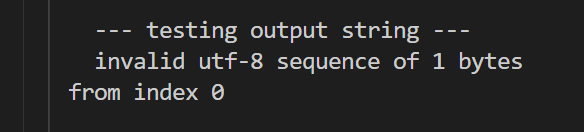 --- testing output string ---
invalid utf-8 sequence of 1 bytes
from index 0